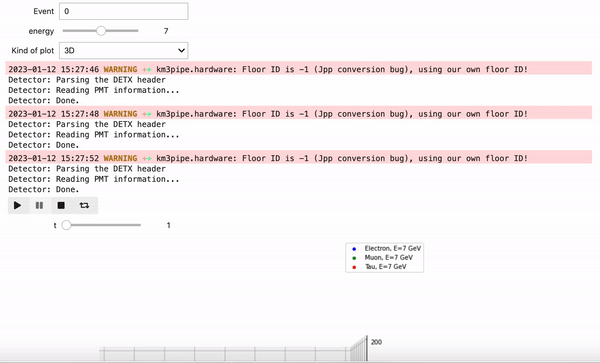 Event 0
energy 7
Kind of plot 3D
2023-01-12 15:27:46 WARNING ++ km3pipe.hardware: Floor ID is -1 (Jpp conversion bug), using our own floor ID!
Detector: Parsing the DETX header
Detector: Reading PMT information...
Detector: Done.
2023-01-12 15:27:48 WARNING ++ km3pipe.hardware: Floor ID is -1 (Jpp conversion bug), using our own floor ID!
Detector: Parsing the DETX header
Detector: Reading PMT information...
Detector: Done.
2023-01-12 15:27:52 WARNING ++ km3pipe.hardware: Floor ID is -1 (Jpp conversion bug), using our own floor ID!
Detector: Parsing the DETX header
Detector: Reading PMT information...
Detector: Done.
t 1
Electron, E=7 GeV
Muon, E=7 GeV
Tau, E=7 GeV
200